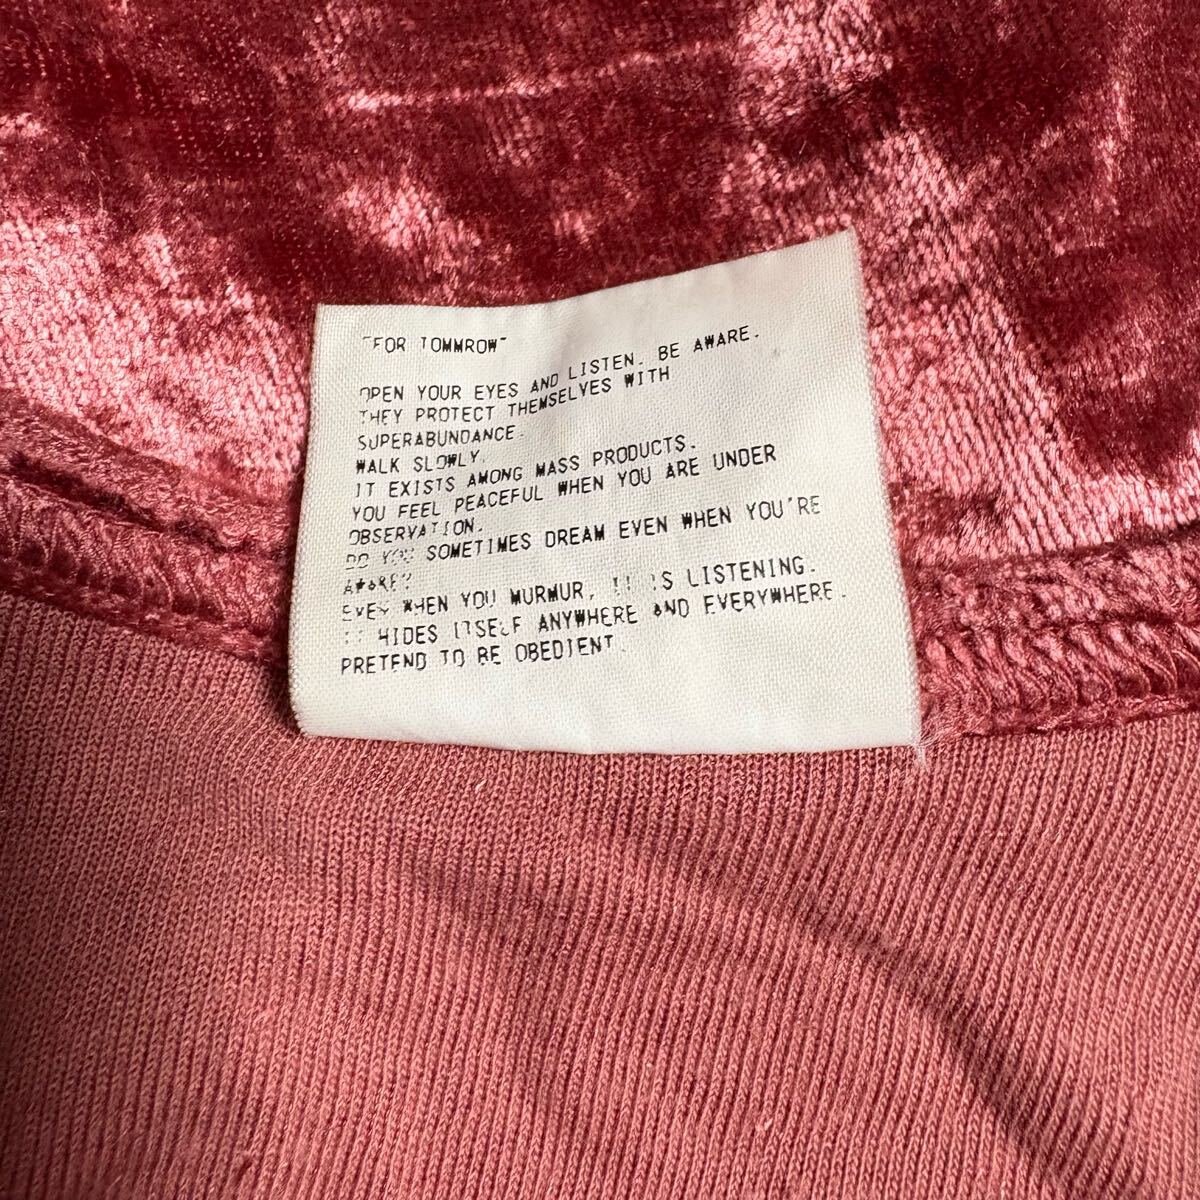 "FOR TOMMROW"
OPEN YOUR EYES AND LISTEN. BE AWARE.
THEY PROTECT THEMSELVES WITH
SUPERABUNDANCE.
WALK SLOWLY.
IT EXISTS AMONG MASS PRODUCTS.
YOU FEEL PEACEFUL WHEN YOU ARE UNDER
OBSERVATION.
DO YOU SOMETIMES DREAM EVEN WHEN YOU'RE
EVEN WHEN YOU MURMUR, IT IS LISTENING.
IT HIDES ITSELF ANYWHERE AND EVERYWHERE.
PRETEND TO BE OBEDIENT.